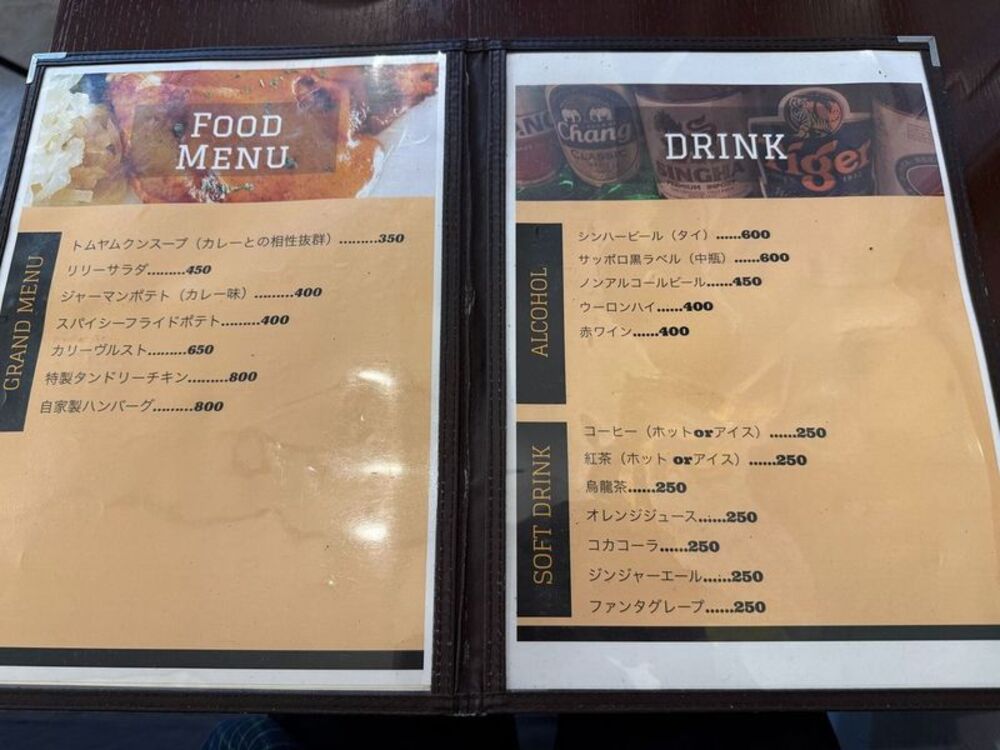 FOOD
MENU
GRAND MENU
トムヤムクンスープ（カレーとの相性抜群）.........350
リリーサラダ.........450
ジャーマンポテト（カレー味）.........400
スパイシーフライドポテト.........400
カリーヴルスト.........650
特製タンドリーチキン.........800
自家製ハンバーグ.........800
DRINK
Chang
CLASSIC
SINGHA
PREMIUM IMPORT
Tiger
ALCOHOL
シンハービール（タイ）......600
サッポロ黒ラベル（中瓶）......600
ノンアルコールビール......450
ウーロンハイ......400
赤ワイン......400
SOFT DRINK
コーヒー（ホットorアイス）......250
紅茶（ホット orアイス）......250
烏龍茶......250
オレンジジュース......250
コカコーラ......250
ジンジャーエール......250
ファンタグレープ......250